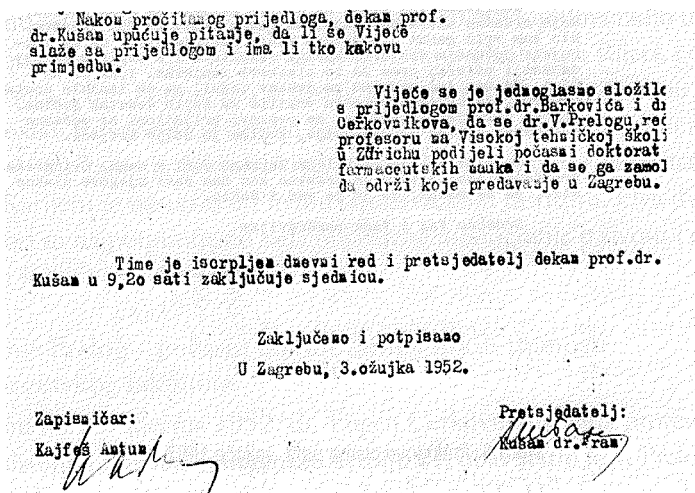 Nakon pročitanog prijedloga, dekan prof.
dr.Kušan upućuje pitanje, da li se Vijeće
slaže sa prijedlogom i ima li tko kakovu
primjedbu.
Vijeće se je jednoglasno složilo
s prijedlogom prof.dr.Barkovića i dr
Cerkovnikova, da se dr.V.Prelogu,red
profesoru na Visokoj tehničkoj školi
u Zürichu podijeli počasni doktorat
farmaceutskih nauka i da se ga zamol
da održi koje predavanje u Zagrebu.
Time je iscrpljen dnevni red i pretsjedatelj dekan prof.dr.
Kušan u 9,2o sati zaključuje sjednicu.
Zaključeno i potpisano
U Zagrebu, 3.ožujka 1952.
Zapisničar:
Pretsjedatelj:
Kajfeš Antun
Kušan dr.Fran